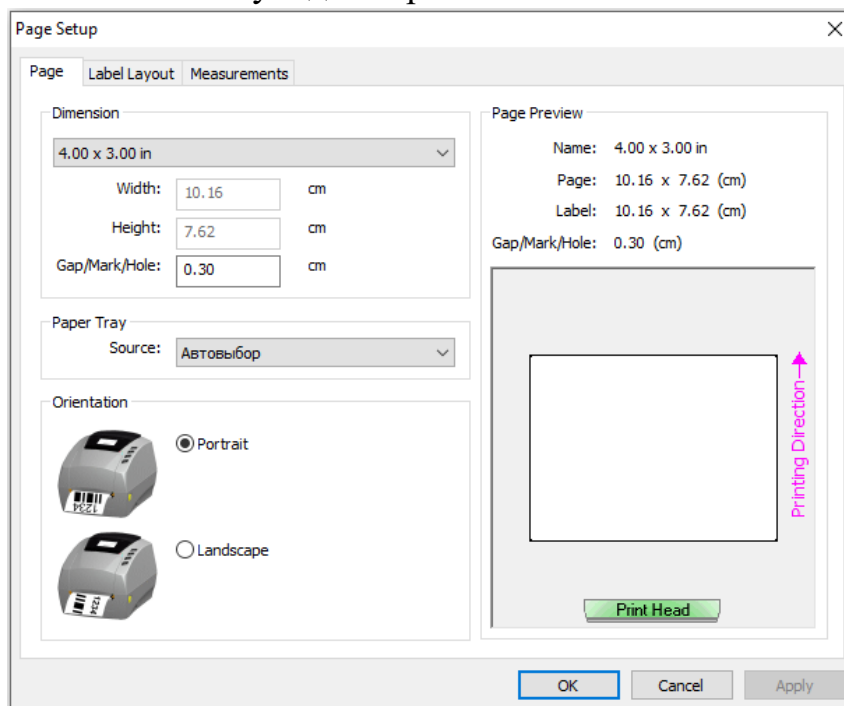 Page Setup
Page Label Layout Measurements
Dimension
4.00 x 3.00 in
Width: 10.16 cm
Height: 7.62 cm
Gap/Mark/Hole: 0.30 cm
Paper Tray
Source: Автовыбор
Orientation
1234
Portrait
1234
Landscape
Page Preview
Name: 4.00 x 3.00 in
Page: 10.16 x 7.62 (cm)
Label: 10.16 x 7.62 (cm)
Gap/Mark/Hole: 0.30 (cm)
Printing Direction
Print Head
OK Cancel Apply